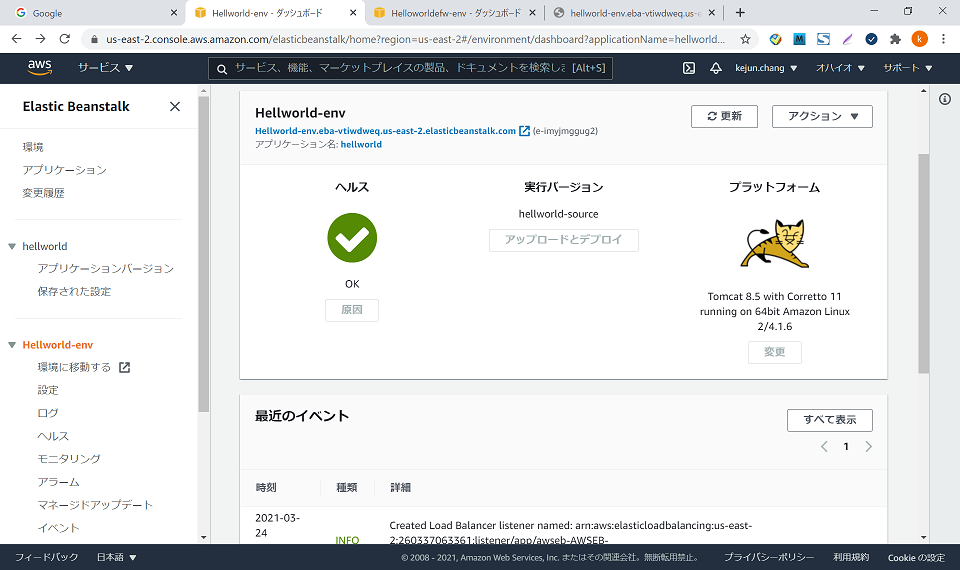 Google
Hellworld-env - ダッシュボード
Helloworldefw-env - ダッシュボード
hellworld-env.eba-vtiwdweq.us-e
us-east-2.console.aws.amazon.com/elasticbeanstalk/home?region=us-east-2#/environment/dashboard?applicationName=hellworld...
k
aws
サービス
サービス、機能、マーケットプレイスの製品、ドキュメントを検索し [Alt+S]
kejun.chang
オハイオ
サポート
Elastic Beanstalk
環境
アプリケーション
変更履歴
hellworld
アプリケーションバージョン
保存された設定
Hellworld-env
環境に移動する
設定
ログ
ヘルス
モニタリング
アラーム
マネージドアップデート
イベント
Hellworld-env
Hellworld-env.eba-vtiwdweq.us-east-2.elasticbeanstalk.com (e-imyjmggug2)
アプリケーション名: hellworld
更新
アクション
ヘルス
OK
原因
実行バージョン
hellworld-source
アップロードとデプロイ
プラットフォーム
Tomcat 8.5 with Corretto 11
running on 64bit Amazon Linux
2/4.1.6
変更
最近のイベント
すべて表示
1
時刻 種類 詳細
2021-03-
24
INFO
Created Load Balancer listener named: arn:aws:elasticloadbalancing:us-east-
2:260337063361:listener/app/awseb-AWSEB-
フィードバック
日本語
© 2008 - 2021, Amazon Web Services, Inc. またはその関連会社。無断転用禁止。
プライバシーポリシー
利用規約
Cookie の設定